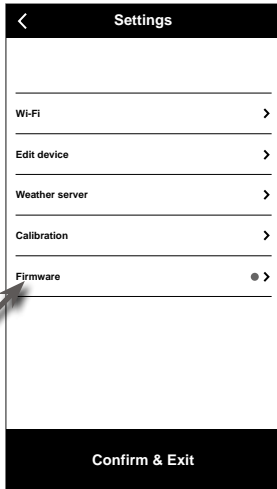 Settings
Wi-Fi
Edit device
Weather server
Calibration
Firmware
Confirm & Exit